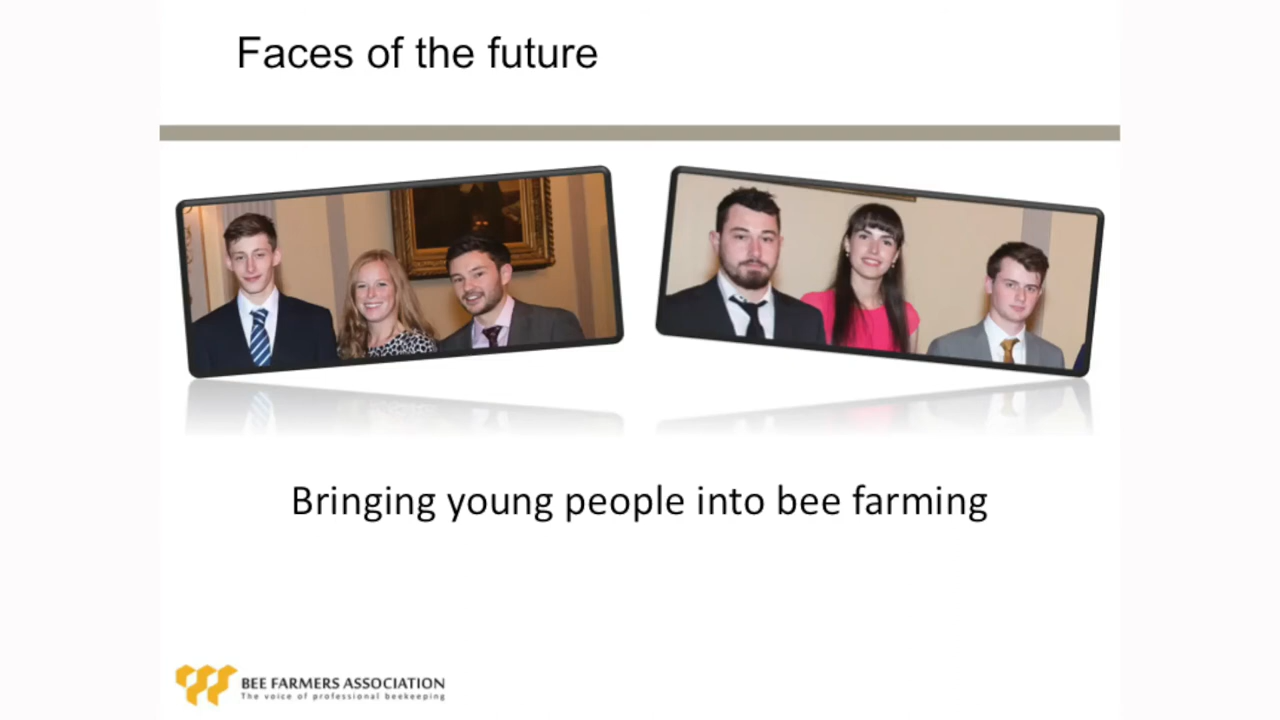 Faces of the future
Bringing young people into bee farming
BEE FARMERS ASSOCIATION
The voice of professional beekeeping